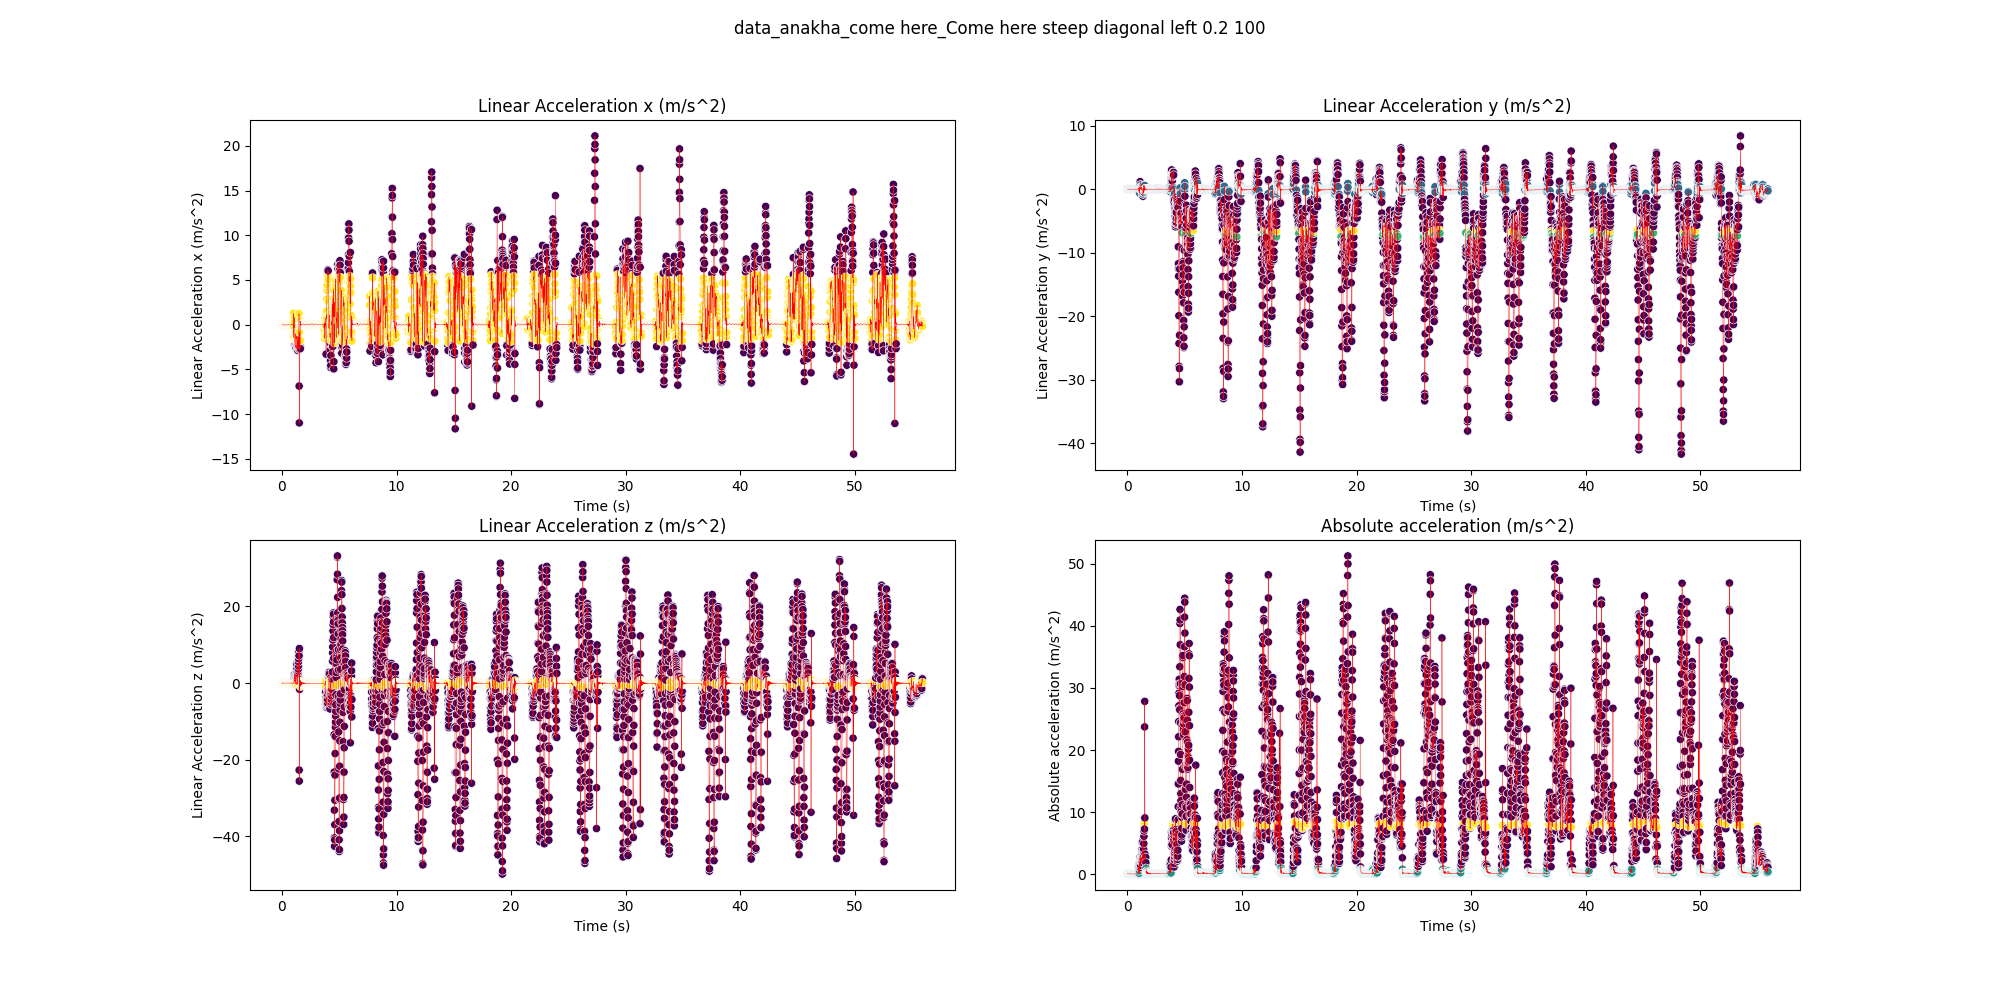 data_anakha_come here_Come here steep diagonal left 0.2 100
Linear Acceleration x (m/s^2)
Linear Acceleration x (m/s^2)
20
15
10
5
0
−5
−10
−15
0 10 20 30 40 50
Time (s)
Linear Acceleration y (m/s^2)
Linear Acceleration y (m/s^2)
10
0
−10
−20
−30
−40
0 10 20 30 40 50
Time (s)
Linear Acceleration z (m/s^2)
Linear Acceleration z (m/s^2)
20
0
−20
−40
0 10 20 30 40 50
Time (s)
Absolute acceleration (m/s^2)
Absolute acceleration (m/s^2)
50
40
30
20
10
0
0 10 20 30 40 50
Time (s)